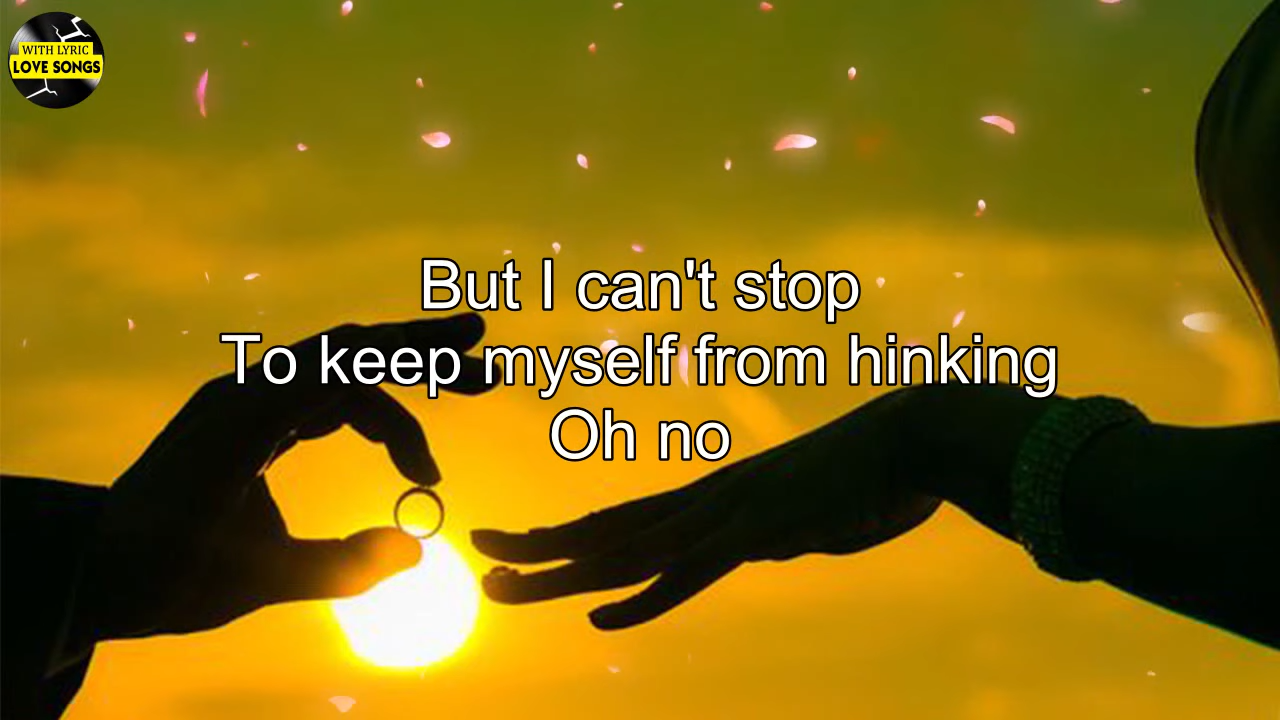 WITH LYRIC
LOVE SONGS
But I can't stop
To keep myself from hinking
Oh no